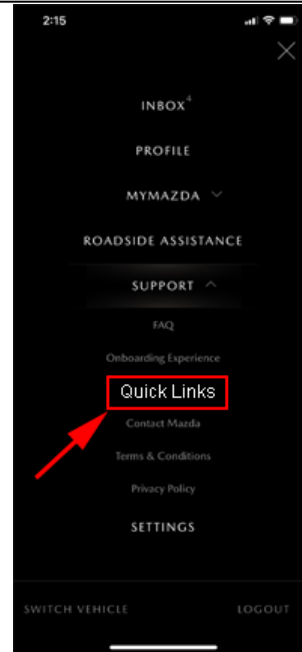 2:15
INBOX4
PROFILE
MYMAZDA
ROADSIDE ASSISTANCE
SUPPORT
FAQ
Onboarding Experience
Quick Links
Contact Mazda
Terms & Conditions
Privacy Policy
SETTINGS
SWITCH VEHICLE LOGOUT